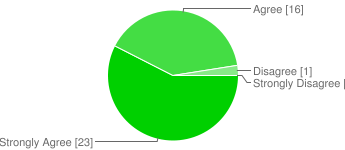 Agree [16]
Disagree [1]
Strongly Disagree [
Strongly Agree [23]